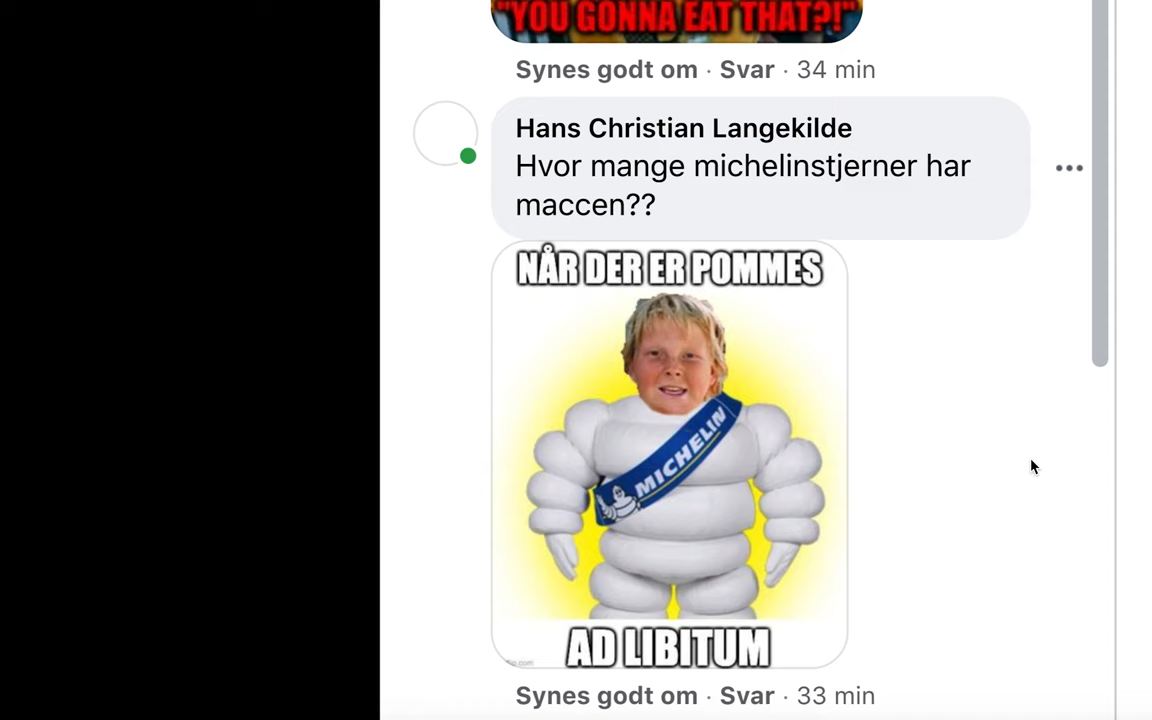 "YOU GONNA EAT THAT?!"
Synes godt om · Svar · 34 min
Hans Christian Langekilde
Hvor mange michelinstjerner har
maccen??
NÅR DER ER POMMES
MICHELIN
AD LIBITUM
Synes godt om · Svar · 33 min